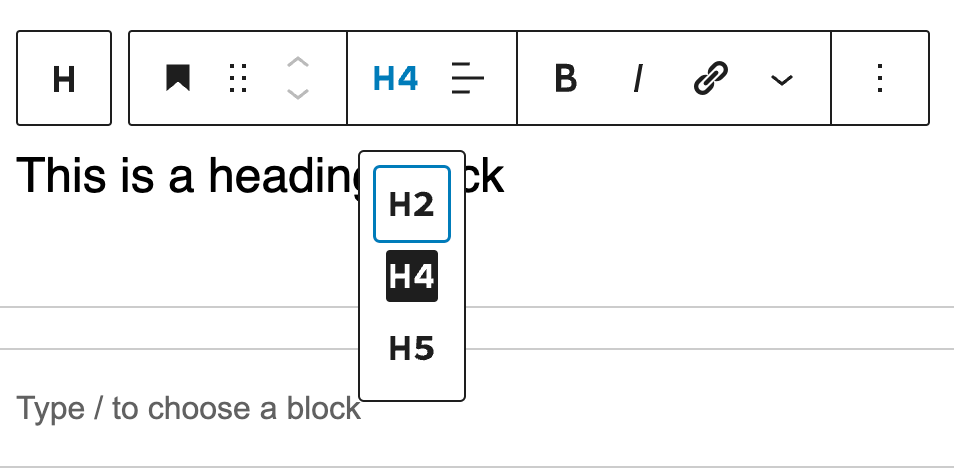 H H4 B I
This is a heading ck
H2
H4
H5
Type / to choose a block